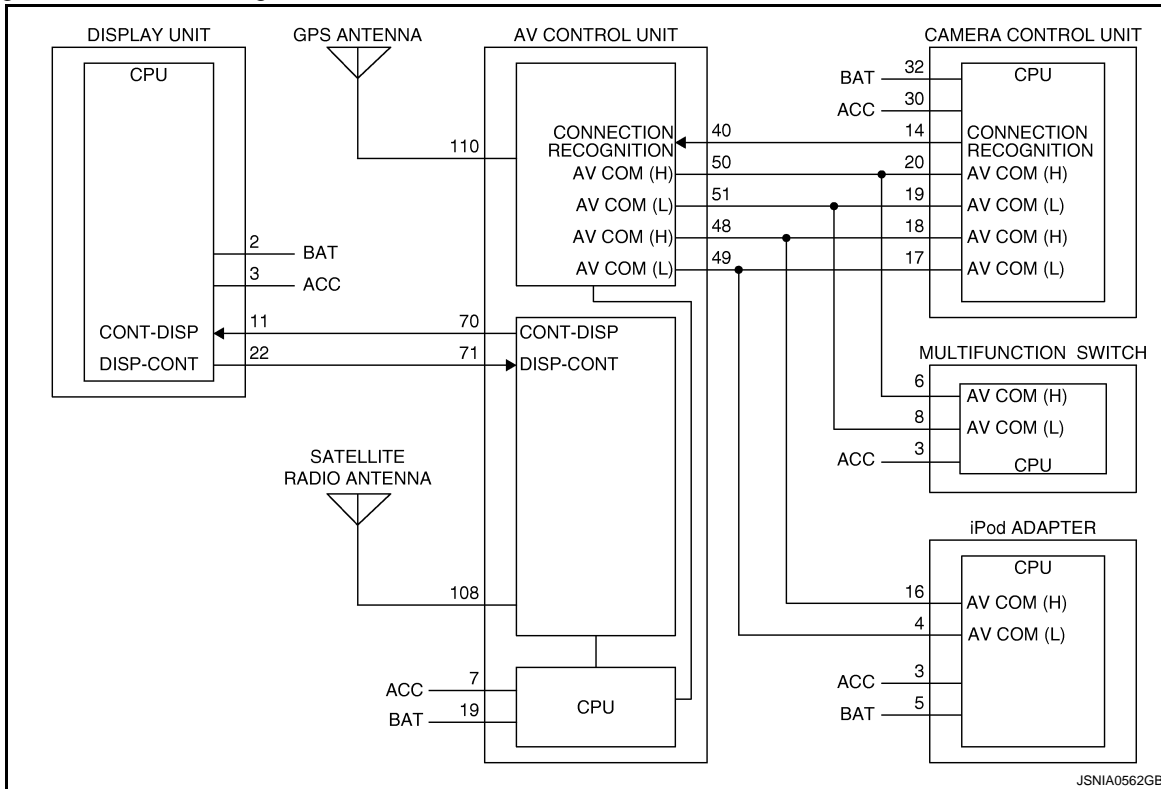 DISPLAY UNIT
CPU
2
BAT
3
ACC
CONT-DISP
11
DISP-CONT
22
GPS ANTENNA
110
SATELLITE
RADIO ANTENNA
108
AV CONTROL UNIT
CONNECTION
RECOGNITION
40
AV COM (H)
50
AV COM (L)
51
AV COM (H)
48
AV COM (L)
49
70
CONT-DISP
71
DISP-CONT
ACC
7
BAT
19
CPU
CAMERA CONTROL UNIT
CPU
BAT
32
ACC
30
14
CONNECTION
RECOGNITION
20
AV COM (H)
19
AV COM (L)
18
AV COM (H)
17
AV COM (L)
MULTIFUNCTION SWITCH
6
AV COM (H)
8
AV COM (L)
ACC
3
CPU
iPod ADAPTER
CPU
16
AV COM (H)
4
AV COM (L)
ACC
3
BAT
5
JSNIA0562GB